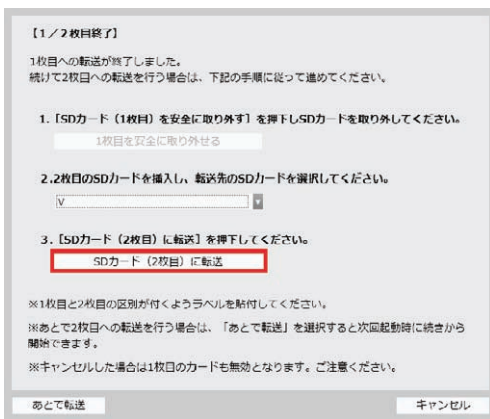 【1／2枚目終了】
1枚目への転送が終了しました。
続けて2枚目への転送を行う場合は、下記の手順に従って進めてください。
1.［SDカード（1枚目）を安全に取り外す］を押下しSDカードを取り外してください。
1枚目を安全に取り外せる
2.2枚目のSDカードを挿入し、転送先のSDカードを選択してください。
V
3.［SDカード（2枚目）に転送］を押下してください。
SDカード（2枚目）に転送
※1枚目と2枚目の区別が付くようラベルを貼付してください。
※あとで2枚目への転送を行う場合は、「あとで転送」を選択すると次回起動時に続きから
開始できます。
※キャンセルした場合は1枚目のカードも無効となります。ご注意ください。
あとで転送
キャンセル